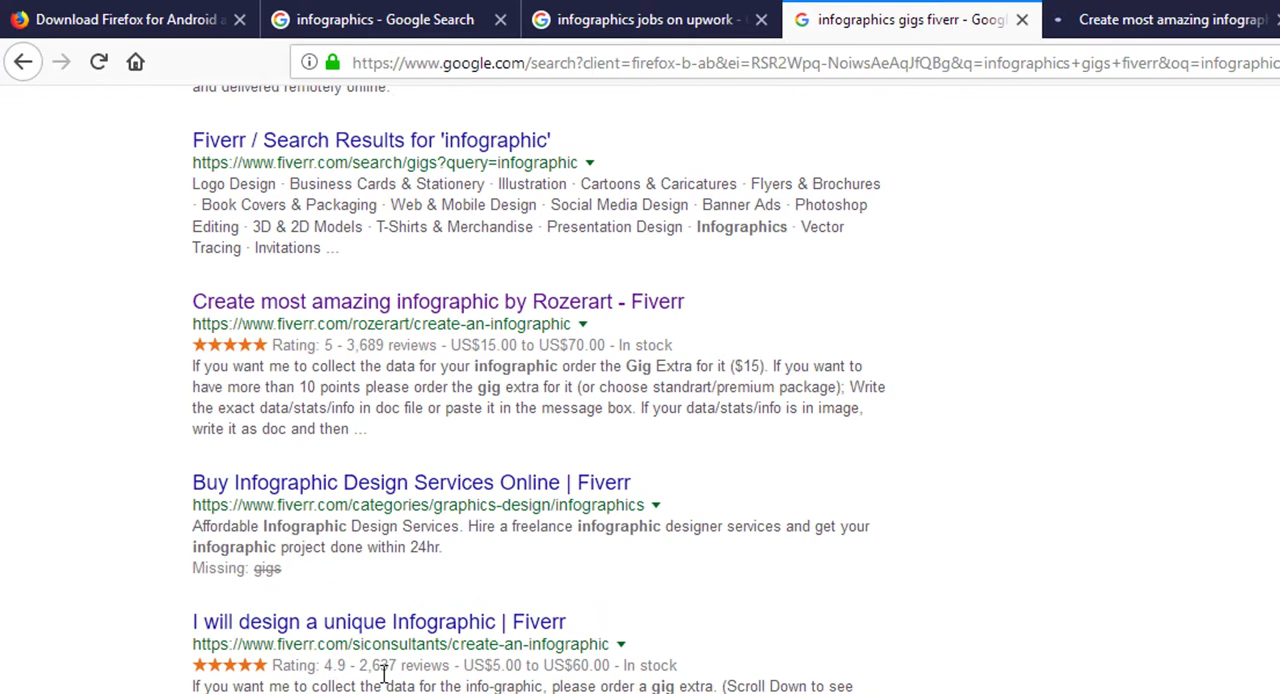 Download Firefox for Android a
infographics - Google Search
infographics jobs on upwork -
infographics gigs fiverr - Goog
Create most amazing infograph
https://www.google.com/search?client=firefox-b-ab&ei=RSR2Wpq-NoiwsAeAqJfQBg&q=infographics+gigs+fiverr&oq=infographic
and delivered remotely online.
Fiverr / Search Results for 'infographic'
https://www.fiverr.com/search/gigs?query=infographic
Logo Design · Business Cards & Stationery · Illustration · Cartoons & Caricatures · Flyers & Brochures
· Book Covers & Packaging · Web & Mobile Design · Social Media Design · Banner Ads · Photoshop
Editing · 3D & 2D Models · T-Shirts & Merchandise · Presentation Design · Infographics · Vector
Tracing · Invitations ...
Create most amazing infographic by Rozerart - Fiverr
https://www.fiverr.com/rozerart/create-an-infographic
Rating: 5 - 3,689 reviews - US$15.00 to US$70.00 - In stock
If you want me to collect the data for your infographic order the Gig Extra for it ($15). If you want to
have more than 10 points please order the gig extra for it (or choose standrart/premium package); Write
the exact data/stats/info in doc file or paste it in the message box. If your data/stats/info is in image,
write it as doc and then ...
Buy Infographic Design Services Online | Fiverr
https://www.fiverr.com/categories/graphics-design/infographics
Affordable Infographic Design Services. Hire a freelance infographic designer services and get your
infographic project done within 24hr.
Missing: gigs
I will design a unique Infographic | Fiverr
https://www.fiverr.com/siconsultants/create-an-infographic
Rating: 4.9 - reviews - US$5.00 to US$60.00 - In stock
If you want me to collect the data for the info-graphic, please order a gig extra. (Scroll Down to see